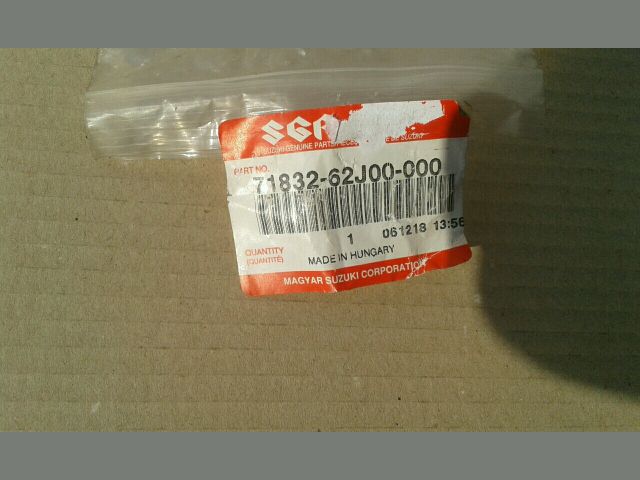 SGP
SUZUKI GENUINE PARTS
PART NO.
71832-62J00-000
1 061218 13:56
QUANTITY
(QUANTITÉ)
MADE IN HUNGARY
MAGYAR SUZUKI CORPORATION